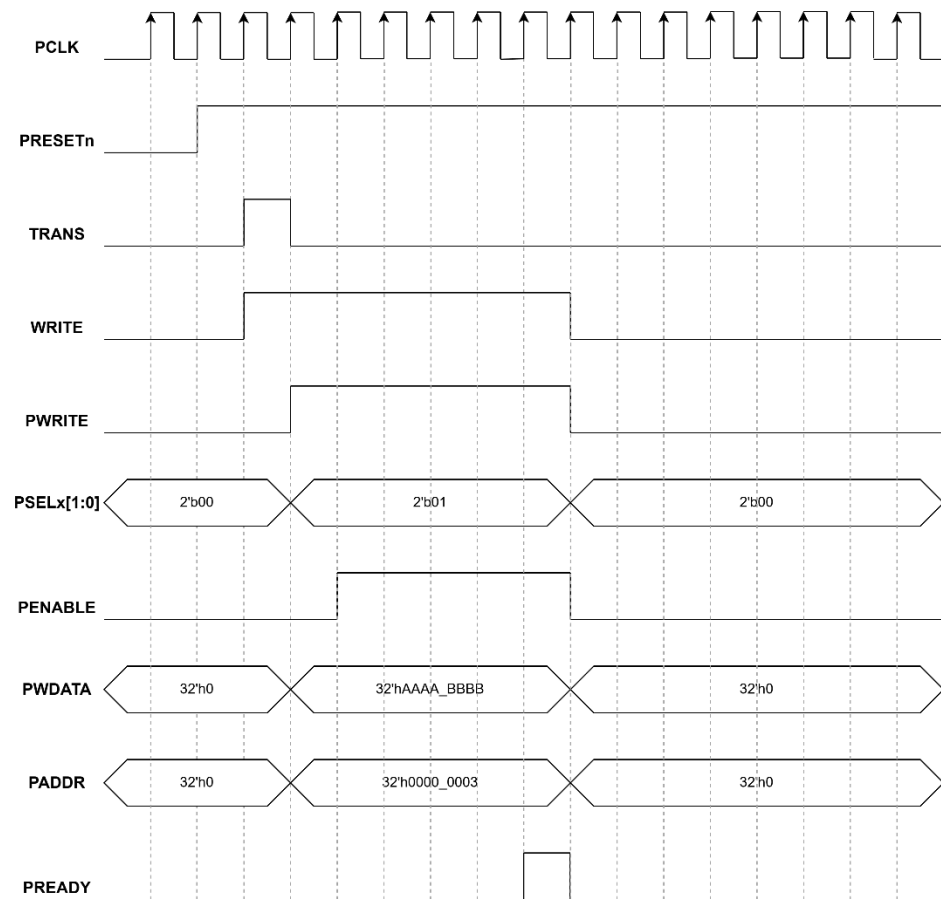 PCLK
PRESETn
TRANS
WRITE
PWRITE
PSELx[1:0] 2'b00 2'b01 2'b00
PENABLE
PWDATA 32'h0 32'hAAAA_BBBB 32'h0
PADDR 32'h0 32'h0000_0003 32'h0
PREADY